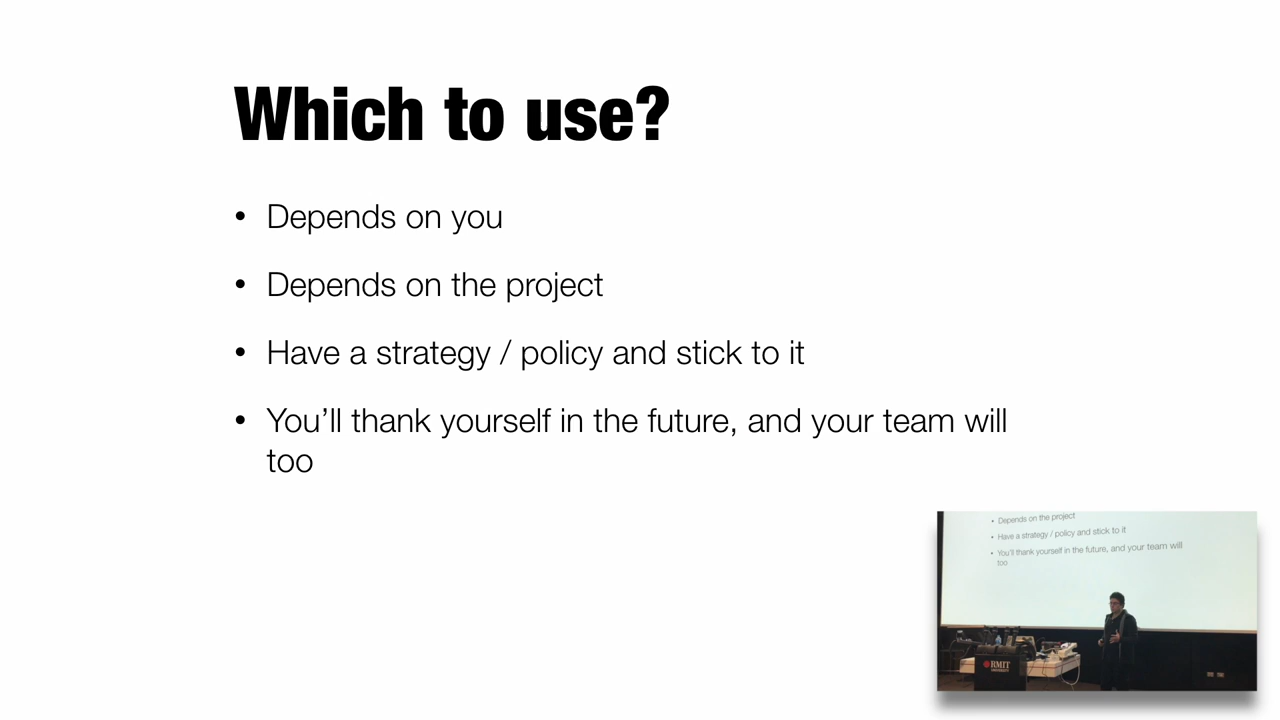 Which to use?
• Depends on you
• Depends on the project
• Have a strategy / policy and stick to it
• You’ll thank yourself in the future, and your team will
too
• Depends on the project
• Have a strategy / policy and stick to it
• You’ll thank yourself in the future, and your team will
too
RMIT
UNIVERSITY